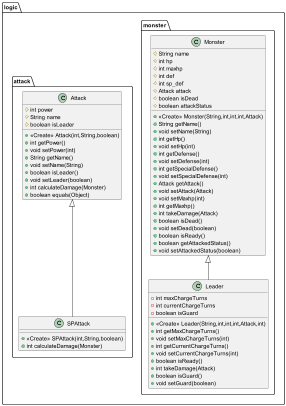 logic
monster
Monster
String name
int hp
int maxhp
int def
int sp_def
Attack attack
boolean isDead
boolean attackStatus
«Create» Monster(String,int,int,int,Attack)
String getName()
void setName(String)
int getHp()
void setHp(int)
int getDefense()
void setDefense(int)
int getSpecialDefense()
void setSpecialDefense(int)
Attack getAttack()
void setAttack(Attack)
void setMaxhp(int)
int getMaxhp()
int takeDamage(Attack)
boolean isDead()
void setDead(boolean)
boolean isReady()
boolean getAttackedStatus()
void setAttackedStatus(boolean)
attack
Attack
int power
String name
boolean isLeader
«Create» Attack(int,String,boolean)
int getPower()
void setPower(int)
String getName()
void setName(String)
boolean isLeader()
void setLeader(boolean)
int calculateDamage(Monster)
boolean equals(Object)
SPAttack
«Create» SPAttack(int,String,boolean)
int calculateDamage(Monster)
Leader
int maxChargeTurns
int currentChargeTurns
boolean isGuard
«Create» Leader(String,int,int,int,Attack,int)
int getMaxChargeTurns()
void setMaxChargeTurns(int)
int getCurrentChargeTurns()
void setCurrentChargeTurns(int)
boolean isReady()
int takeDamage(Attack)
boolean isGuard()
void setGuard(boolean)